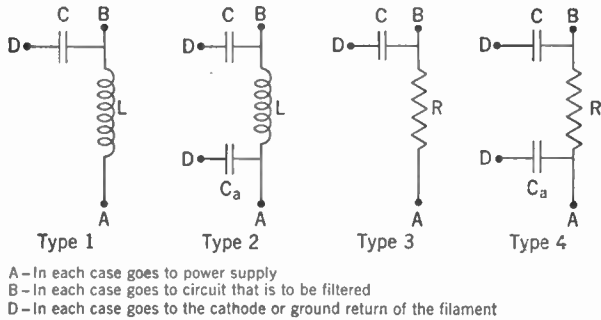 C B C B C B C B
D D D D
L L R R
D D
Ca Ca
A A A A
Type 1 Type 2 Type 3 Type 4
A–In each case goes to power supply
B–In each case goes to circuit that is to be filtered
D–In each case goes to the cathode or ground return of the filament